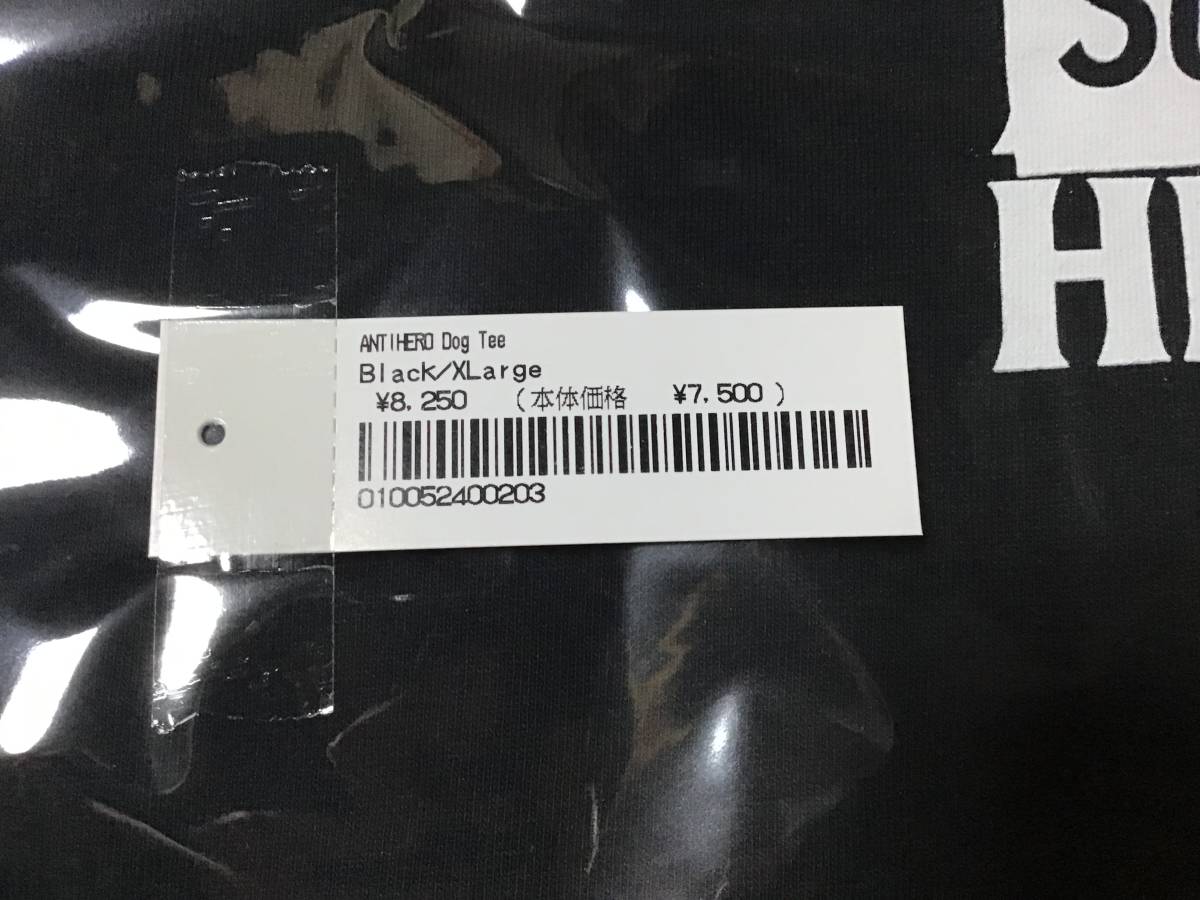 ANTIHERO Dog Tee
Black/XLarge
¥8,250 (本体価格 ¥7,500)
010052400203